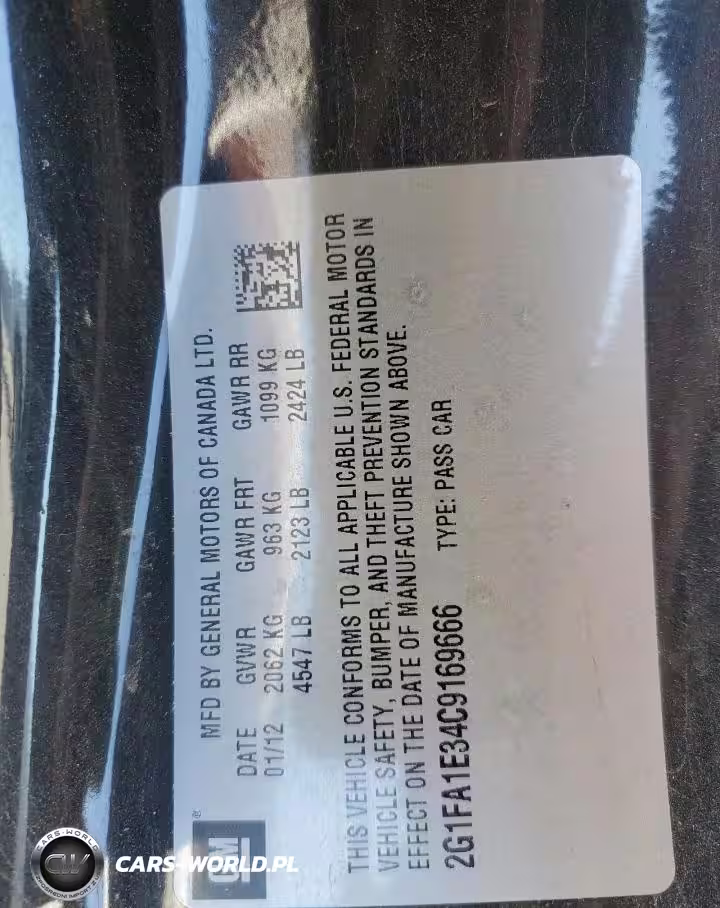 GM
MFD BY GENERAL MOTORS OF CANADA LTD.
DATE GVWR GAWR FRT GAWR RR
01/12 2062 KG 963 KG 1099 KG
4547 LB 2123 LB 2424 LB
THIS VEHICLE CONFORMS TO ALL APPLICABLE U.S. FEDERAL MOTOR
VEHICLE SAFETY, BUMPER, AND THEFT PREVENTION STANDARDS IN
EFFECT ON THE DATE OF MANUFACTURE SHOWN ABOVE.
2G1FA1E34C9169666 TYPE: PASS CAR
CARS-WORLD
CW
CARS-WORLD.PL